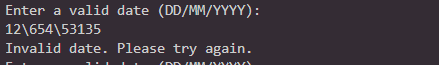 Enter a valid date (DD/MM/YYYY):
12\654\53135
Invalid date. Please try again.